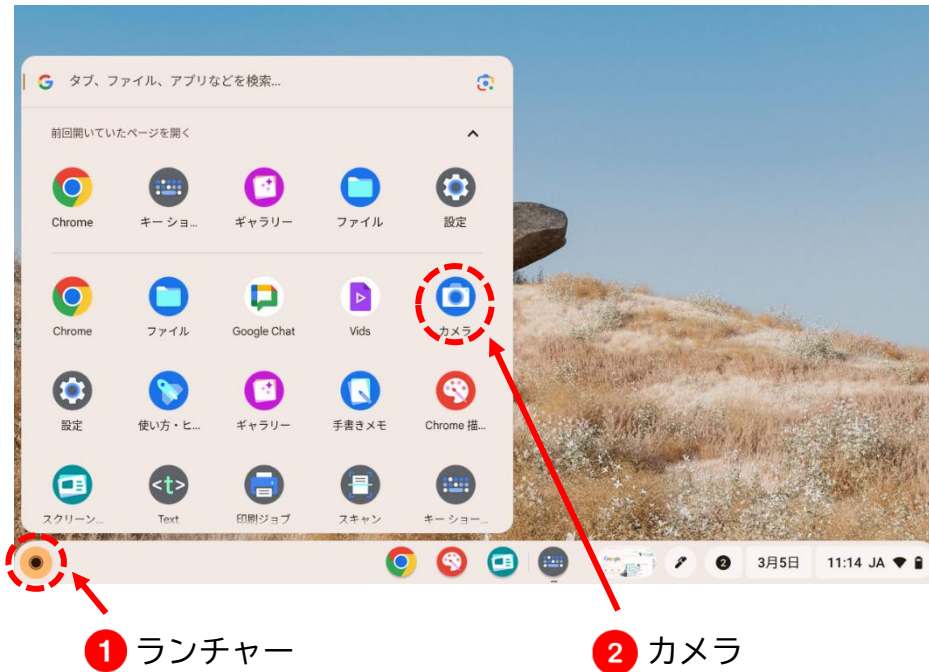 タブ、ファイル、アプリなどを検索...
前回開いていたページを開く
Chrome キー ショ... ギャラリー ファイル 設定
Chrome ファイル Google Chat Vids カメラ
設定 使い方・ヒ... ギャラリー 手書きメモ Chrome 描...
<t>
スクリーン... Text 印刷ジョブ スキャン キー ショー...
2 3月5日 11:14 JA
1 ランチャー 2 カメラ